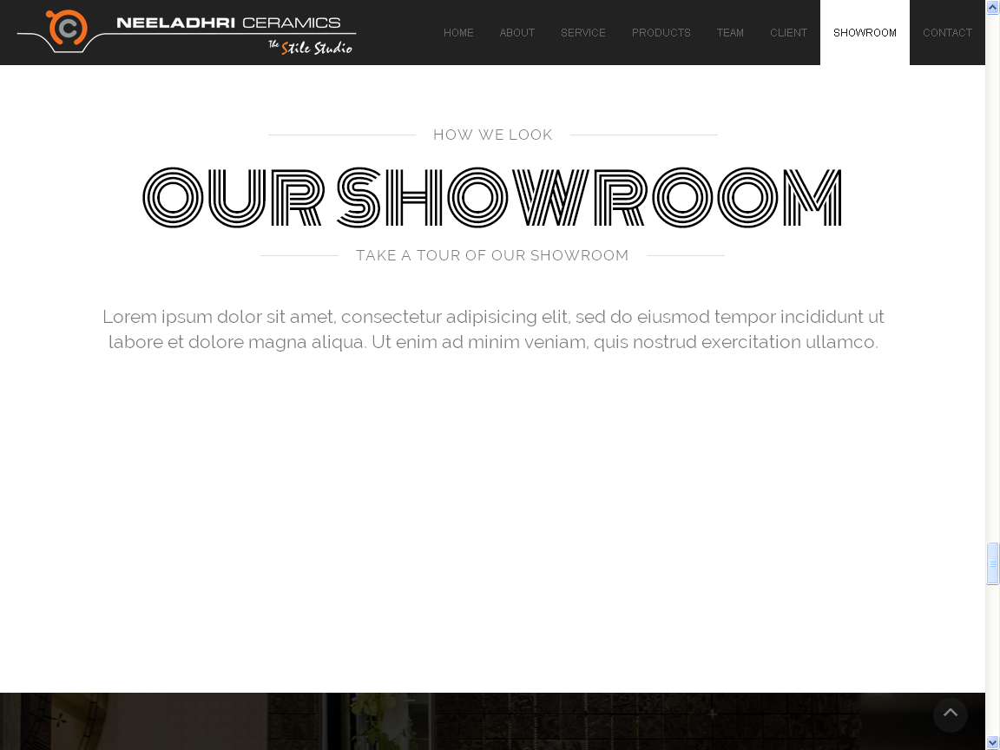 NEELADHRI CERAMICS
The Stile Studio
HOME ABOUT SERVICE PRODUCTS TEAM CLIENT SHOWROOM CONTACT
HOW WE LOOK
OUR SHOWROOM
TAKE A TOUR OF OUR SHOWROOM
Lorem ipsum dolor sit amet, consectetur adipisicing elit, sed do eiusmod tempor incididunt ut
labore et dolore magna aliqua. Ut enim ad minim veniam, quis nostrud exercitation ullamco.